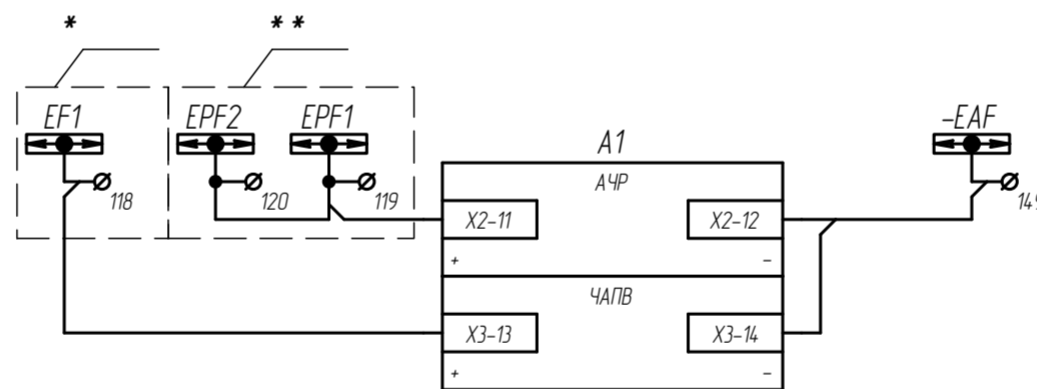 *
* *
EF1
EPF2
EPF1
-EAF
A1
118
120
119
АЧР
X2-11
X2-12
+
-
ЧАПВ
X3-13
X3-14
+
-